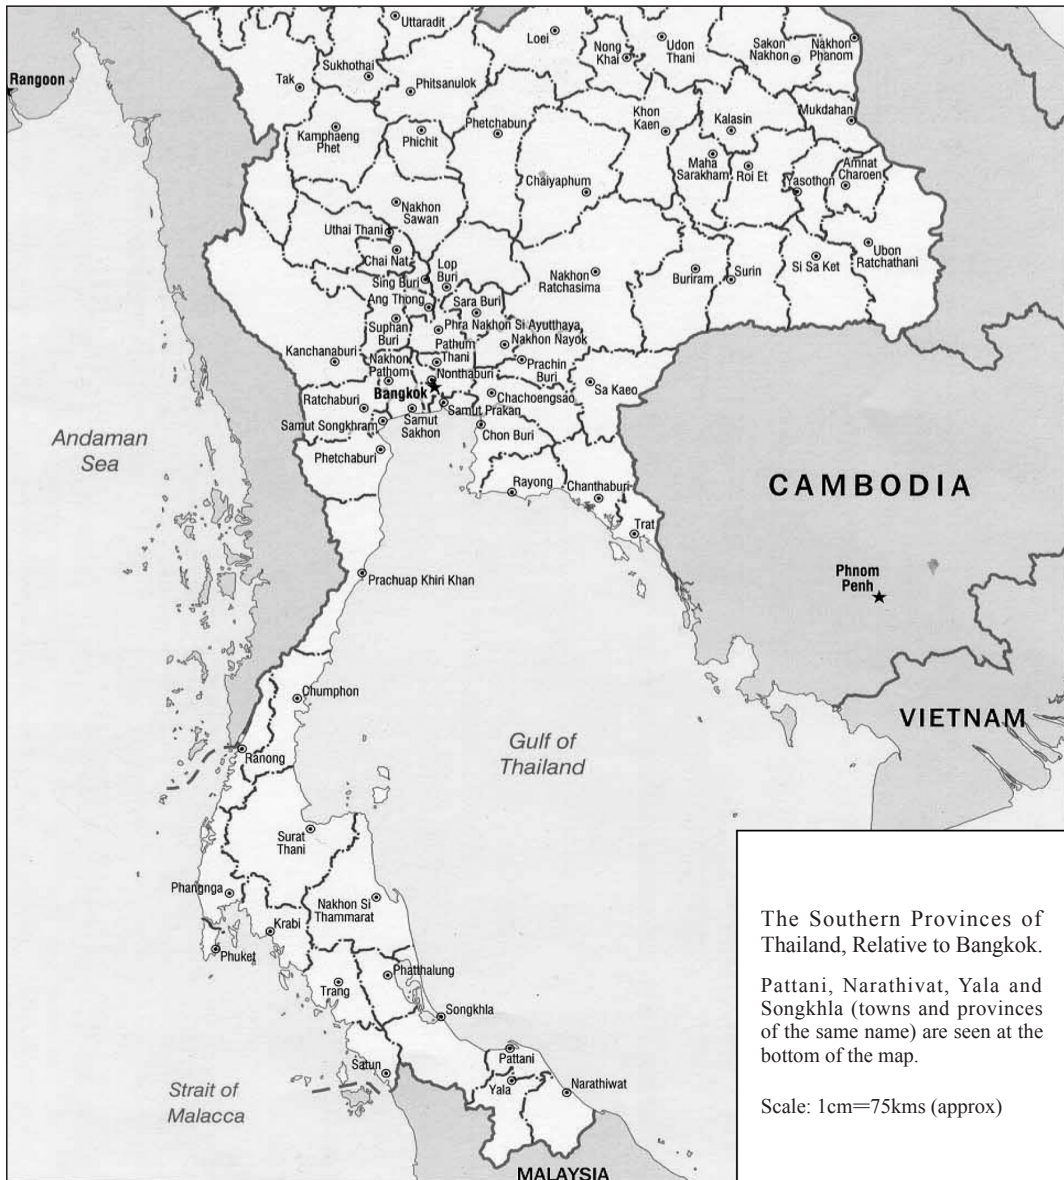 Uttaradit
Loei
Nong
Khai
Udon
Thani
Sakon
Nakhon
Nakhon
Phanom
Rangoon
Tak
Sukhothai
Phitsanulok
Phetchabun
Khon
Kaen
Kalasin
Mukdahan
Kamphaeng
Phet
Phichit
Chaiyaphum
Maha
Sarakham
Roi Et
Yasothon
Amnat
Charoen
Nakhon
Sawan
Uthai Thani
Chai Nat
Lop
Buri
Sing Buri
Ang Thong
Sara Buri
Nakhon
Ratchasima
Buriram
Surin
Si Sa Ket
Ubon
Ratchathani
Suphan
Buri
Phra Nakhon Si Ayutthaya
Pathum
Thani
Nakhon Nayok
Kanchanaburi
Nakhon
Pathom
Nonthaburi
Prachin
Buri
Sa Kaeo
Bangkok
Ratchaburi
Samut Prakan
Chachoengsao
Samut Songkhram
Samut
Sakhon
Chon Buri
Phetchaburi
Andaman
Sea
Rayong
Chanthaburi
Trat
CAMBODIA
Phnom
Penh
Prachuap Khiri Khan
Chumphon
Ranong
Gulf of
Thailand
VIETNAM
Surat
Thani
Phangnga
Nakhon Si
Thammarat
Krabi
Phuket
Phatthalung
Trang
Songkhla
Satun
Pattani
Yala
Narathiwat
Strait of
Malacca
MALAYSIA
The Southern Provinces of
Thailand, Relative to Bangkok.
Pattani, Narathivat, Yala and
Songkhla (towns and provinces
of the same name) are seen at the
bottom of the map.
Scale: 1cm=75kms (approx)